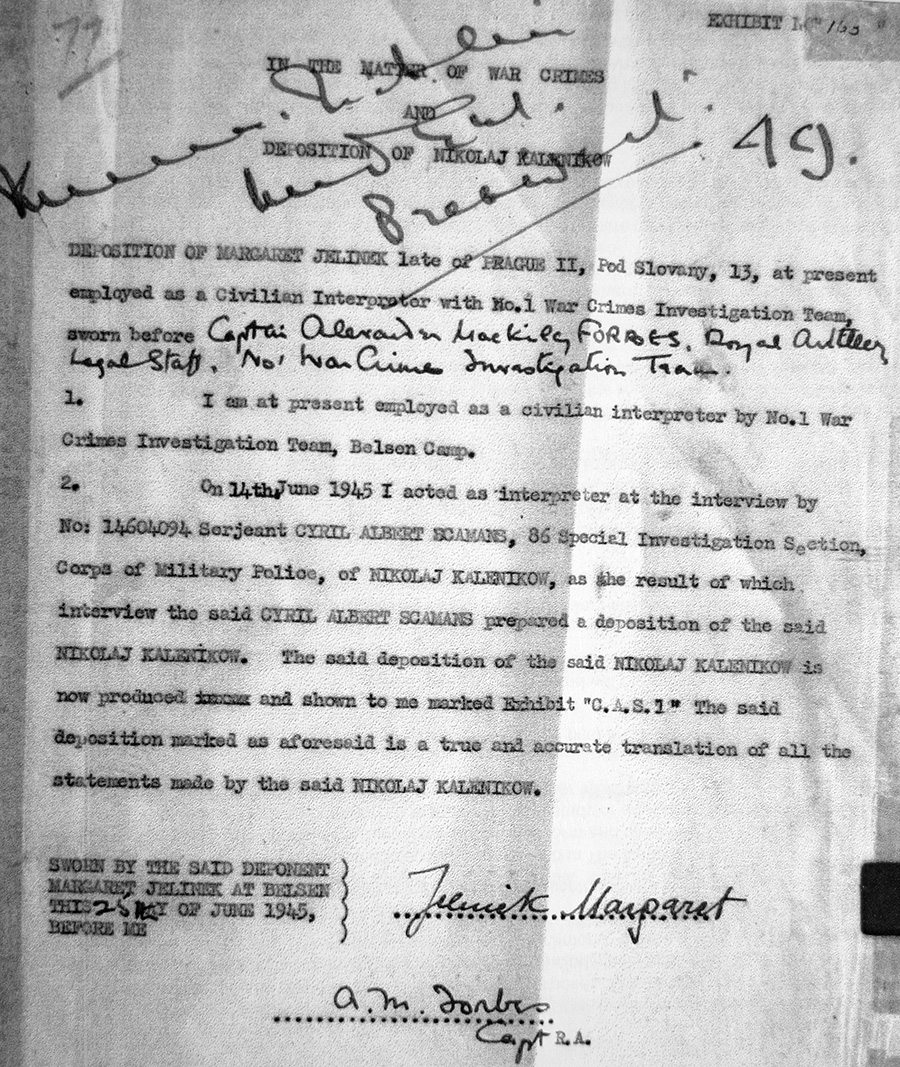 77
EXHIBIT No "163"
IN THE MATTER OF WAR CRIMES
AND
DEPOSITION OF NIKOLAJ KALENIKOW
49.
DEPOSITION OF MARGARET JELINEK late of PRAGUE II, Pod Slovany, 13, at present
employed as a Civilian Interpreter with No.1 War Crimes Investigation Team,
sworn before Captain Alexander Mackinlay FORBES, Royal Artillery
Legal Staff, No 1 War Crimes Investigation Team.
1. I am at present employed as a civilian interpreter by No.1 War
Crimes Investigation Team, Belsen Camp.
2. On 14th June 1945 I acted as interpreter at the interview by
No: 14604094 Serjeant CYRIL ALBERT SCAMANS, 86 Special Investigation Section,
Corps of Military Police, of NIKOLAJ KALENIKOW, as the result of which
interview the said CYRIL ALBERT SCAMANS prepared a deposition of the said
NIKOLAJ KALENIKOW. The said deposition of the said NIKOLAJ KALENIKOW is
now produced and shown to me marked Exhibit "C.A.S.1" The said
deposition marked as aforesaid is a true and accurate translation of all the
statements made by the said NIKOLAJ KALENIKOW.
SWORN BY THE SAID DEPONENT
MARGARET JELINEK AT BELSEN
THIS 28 DAY OF JUNE 1945,
BEFORE ME
Jelinek Margaret
A. M. Forbes
Capt R.A.